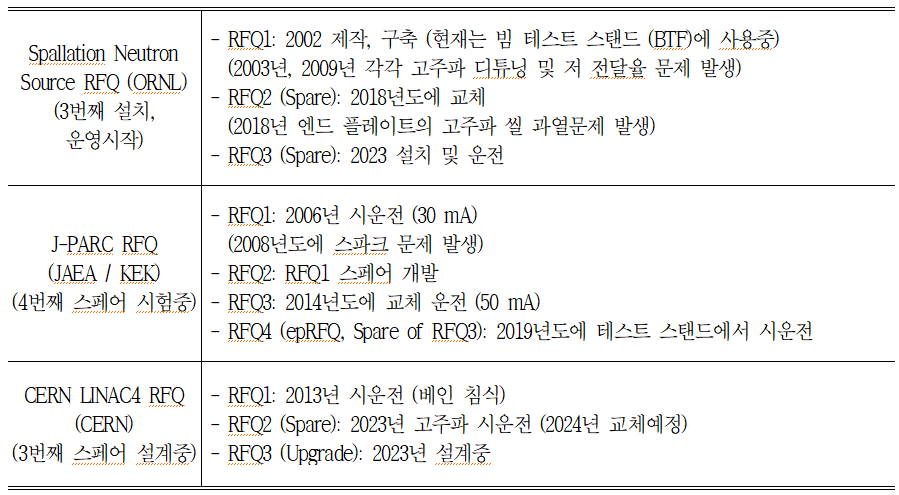 Spallation Neutron
Source RFQ (ORNL)
(3번째 설치,
운영시작)
- RFQ1: 2002 제작, 구축 (현재는 빔 테스트 스탠드 (BTF)에 사용중)
(2003년, 2009년 각각 고주파 디튜닝 및 저 전달율 문제 발생)
- RFQ2 (Spare): 2018년도에 교체
(2018년 엔드 플레이트의 고주파 씰 과열문제 발생)
- RFQ3 (Spare): 2023 설치 및 운전
J-PARC RFQ
(JAEA / KEK)
(4번째 스페어 시험중)
- RFQ1: 2006년 시운전 (30 mA)
(2008년도에 스파크 문제 발생)
- RFQ2: RFQ1 스페어 개발
- RFQ3: 2014년도에 교체 운전 (50 mA)
- RFQ4 (epRFQ, Spare of RFQ3): 2019년도에 테스트 스탠드에서 시운전
CERN LINAC4 RFQ
(CERN)
(3번째 스페어 설계중)
- RFQ1: 2013년 시운전 (베인 침식)
- RFQ2 (Spare): 2023년 고주파 시운전 (2024년 교체예정)
- RFQ3 (Upgrade): 2023년 설계중